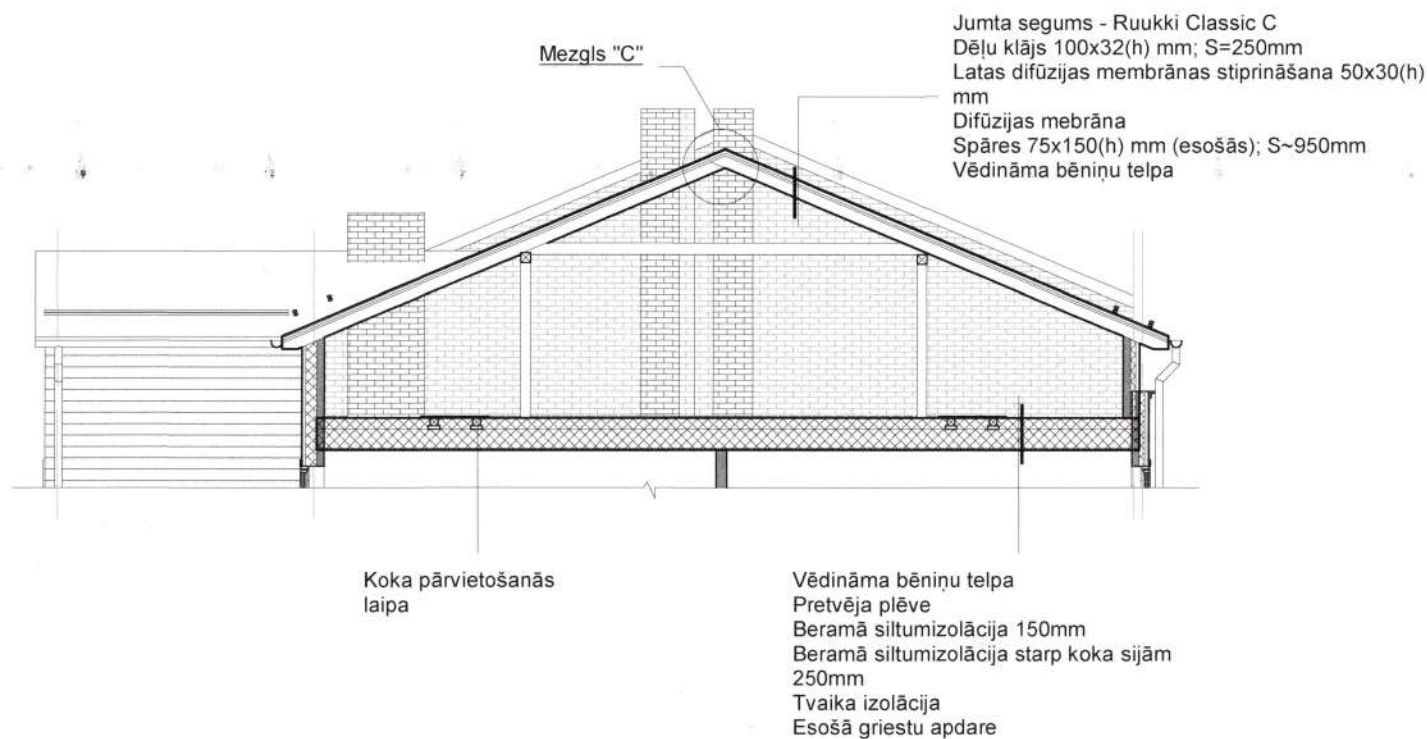 Mezgls "C"
Jumta segums - Ruukki Classic C
Dēļu klājs 100x32(h) mm; S=250mm
Latas difūzijas membrānas stiprināšana 50x30(h)
mm
Difūzijas mebrāna
Spāres 75x150(h) mm (esošās); S~950mm
Vēdināma bēniņu telpa
Koka pārvietošanās
laipa
Vēdināma bēniņu telpa
Pretvēja plēve
Beramā siltumizolācija 150mm
Beramā siltumizolācija starp koka sijām
250mm
Tvaika izolācija
Esošā griestu apdare